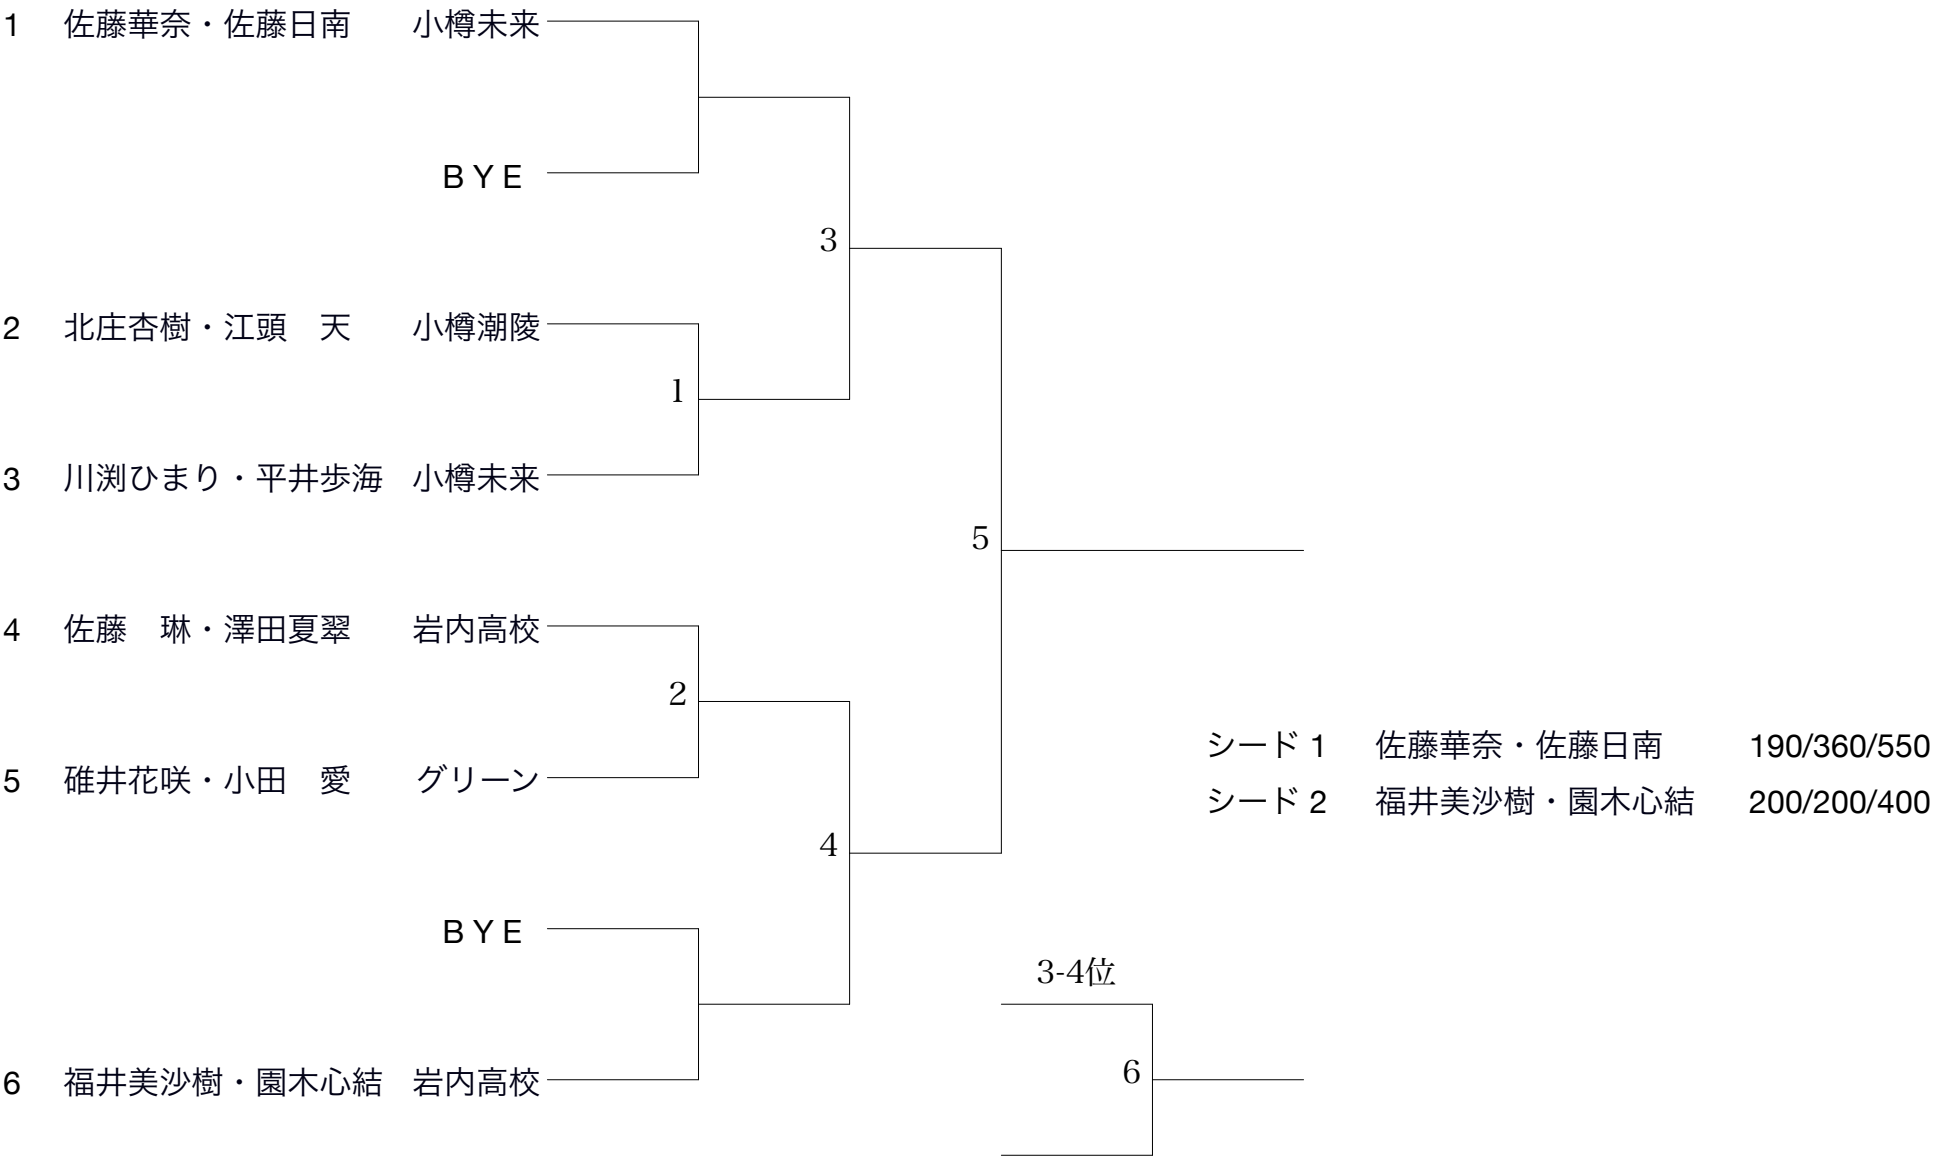 1 佐藤華奈・佐藤日南 小樽未来
BYE
3
2 北庄杏樹・江頭 天 小樽潮陵
1
3 川渕ひまり・平井歩海 小樽未来
5
4 佐藤 琳・澤田夏翠 岩内高校
2
シード 1 佐藤華奈・佐藤日南 190/360/550
5 碓井花咲・小田 愛 グリーン
シード 2 福井美沙樹・園木心結 200/200/400
4
BYE
3-4位
6
6 福井美沙樹・園木心結 岩内高校